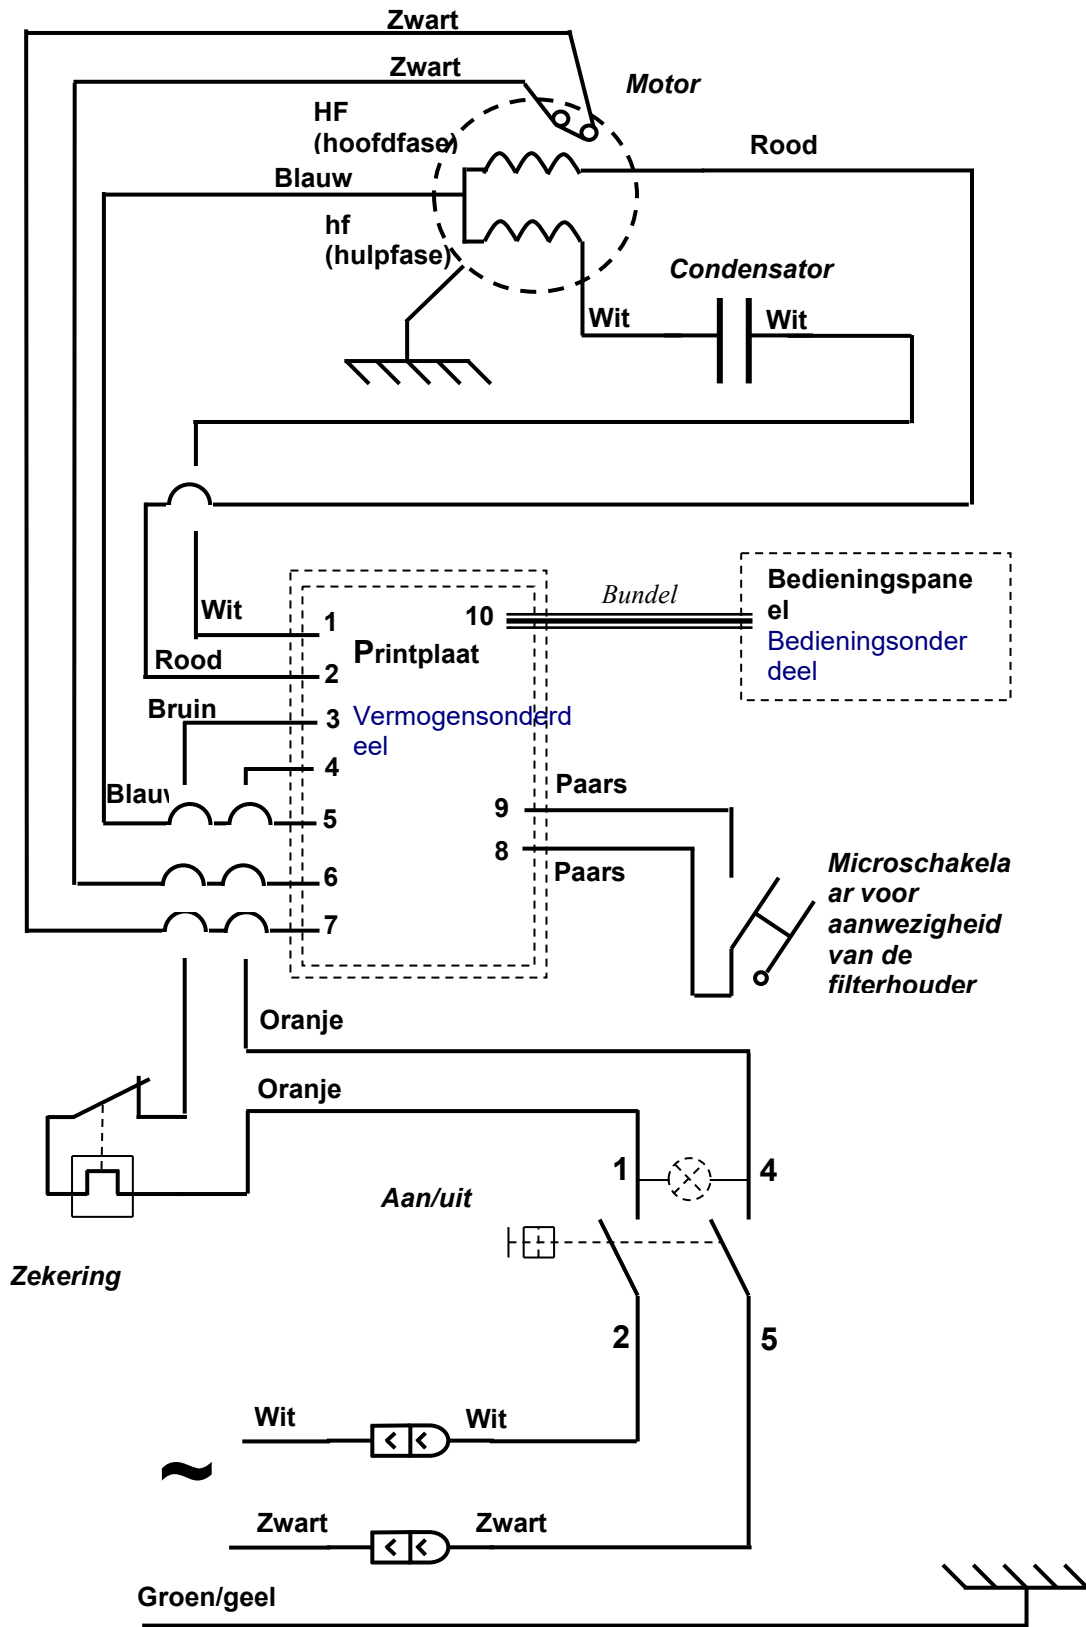 Zwart
Zwart
Motor
HF
(hoofdfase)
Rood
Blauw
hf
(hulpfase)
Condensator
Wit
Wit
Wit
1
10
Bundel
Bedieningspane
el
Bedieningsonder
deel
Printplaat
Rood
2
Bruin
3
Vermogensonderd
eel
4
Blauw
5
9
Paars
8
Paars
6
7
Microschakela
ar voor
aanwezigheid
van de
filterhouder
Oranje
Oranje
1
4
Aan/uit
Zekering
2
5
Wit
Wit
~
Zwart
Zwart
Groen/geel